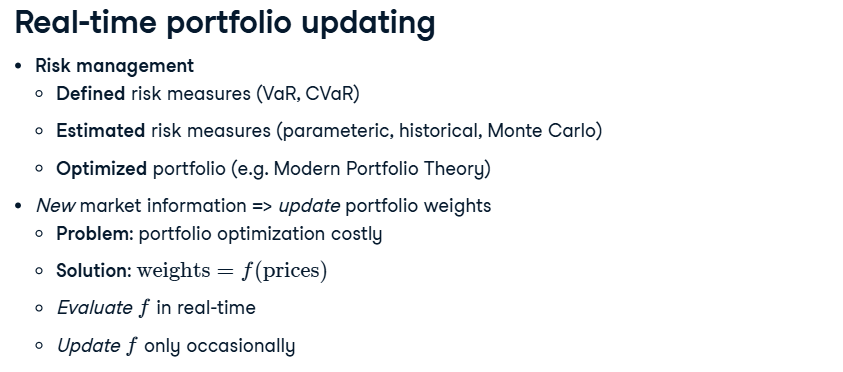 Real-time portfolio updating
• Risk management
◦ Defined risk measures (VaR, CVaR)
◦ Estimated risk measures (parameteric, historical, Monte Carlo)
◦ Optimized portfolio (e.g. Modern Portfolio Theory)
• New market information => update portfolio weights
◦ Problem: portfolio optimization costly
◦ Solution: weights = f(prices)
◦ Evaluate f in real-time
◦ Update f only occasionally